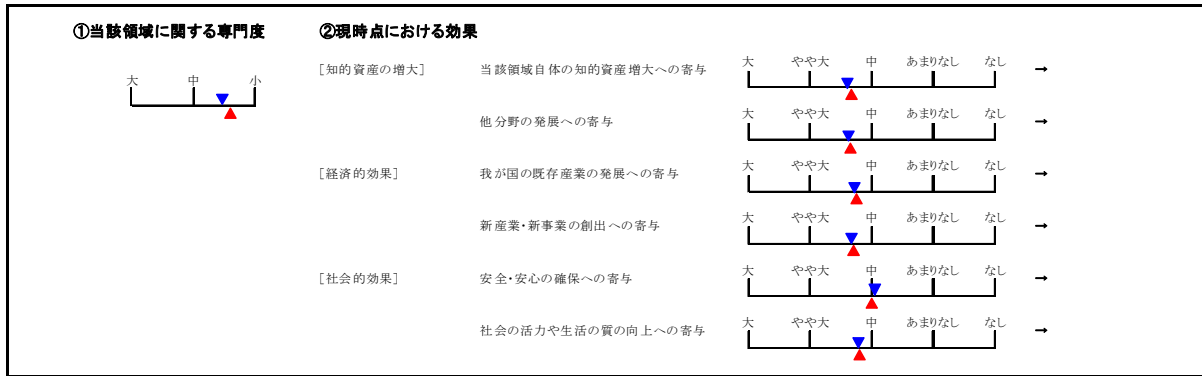 ①当該領域に関する専門度 ②現時点における効果
大 中 小
[知的資産の増大] 当該領域自体の知的資産増大への寄与 大 やや大 中 あまりなし なし →
他分野の発展への寄与 大 やや大 中 あまりなし なし →
[経済的効果] 我が国の既存産業の発展への寄与 大 やや大 中 あまりなし なし →
新産業・新事業の創出への寄与 大 やや大 中 あまりなし なし →
[社会的効果] 安全・安心の確保への寄与 大 やや大 中 あまりなし なし →
社会の活力や生活の質の向上への寄与 大 やや大 中 あまりなし なし →